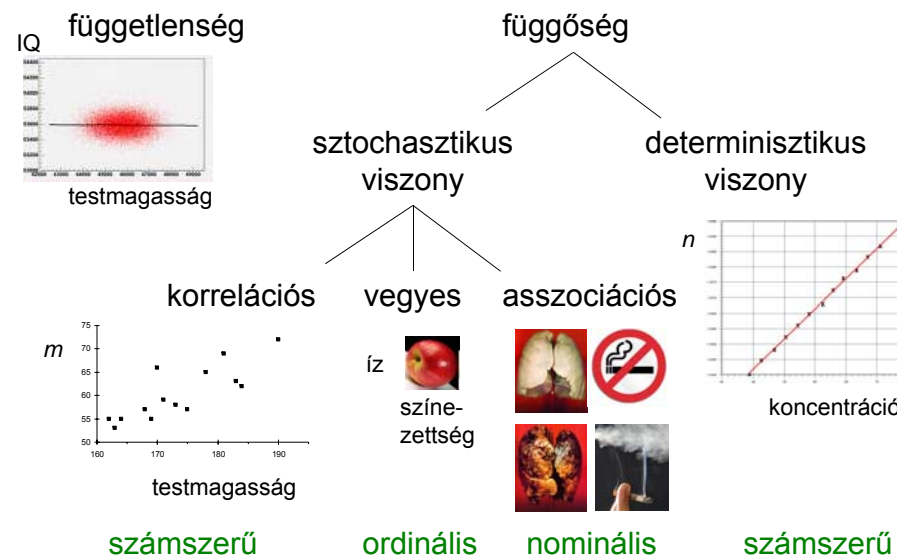 függetlenség
függőség
IQ
testmagasság
sztochasztikus
viszony
determinisztikus
viszony
korrelációs
vegyes
asszociációs
n
m
75
70
65
60
55
50
160
170
180
190
testmagasság
íz
színe-
zettség
koncentráció
számszerű
ordinális
nominális
számszerű